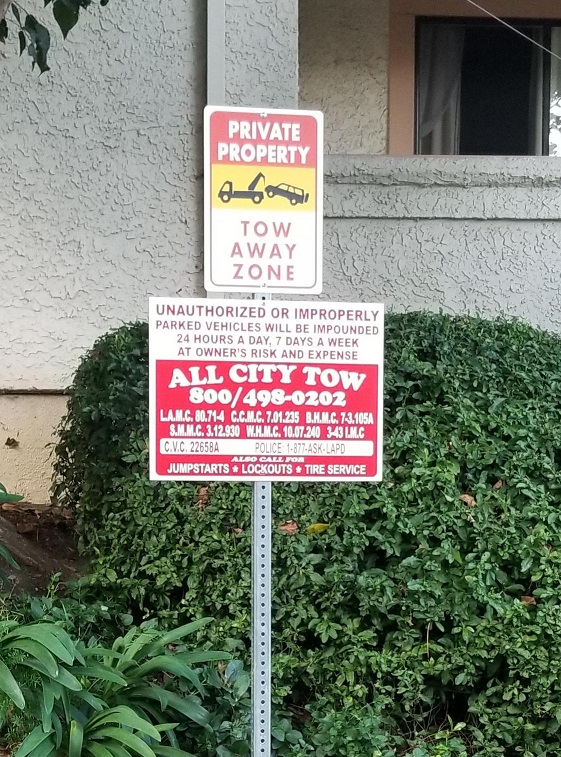 PRIVATE
PROPERTY
TOW
AWAY
ZONE
UNAUTHORIZED OR IMPROPERLY
PARKED VEHICLES WILL BE IMPOUNDED
24 HOURS A DAY, 7 DAYS A WEEK
AT OWNER'S RISK AND EXPENSE
ALL CITY TOW
800/498-0202
L.A.M.C. 80.71-4 C.C.M.C. 7.01.235 B.H.M.C. 7-3.105A
S.M.M.C. 3.12.930 W.H.M.C. 10.07.240 3-43 I.M.C
C.V.C. 22658A POLICE: 1-877-ASK-LAPD
ALSO CALL FOR
JUMPSTARTS ★ LOCKOUTS ★ TIRE SERVICE